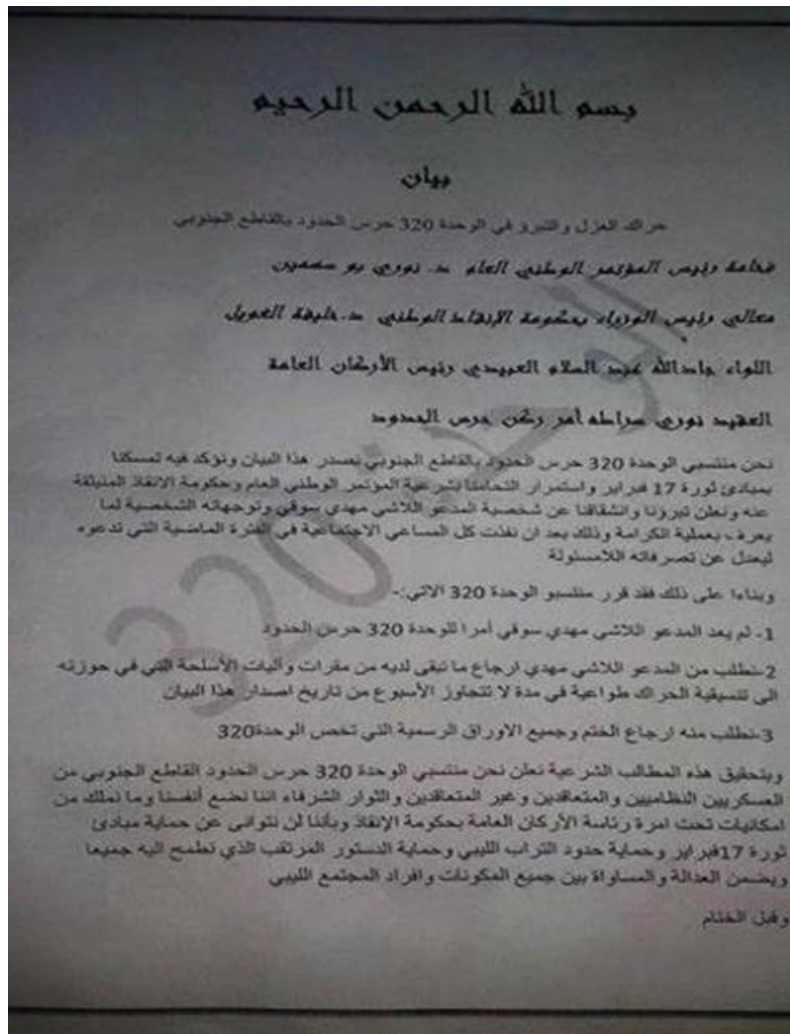 بسم الله الرحمن الرحيم
بيان
حراك العزل والتبرؤ في الوحدة 320 حرس الحدود بالقاطع الجنوبي
فخامة رئيس المؤتمر الوطني العام د. نوري بو سهمين
معالي رئيس الوزراء بحكومة الإنقاذ الوطني د. خليفة الغويل
اللواء جادالله عبد السلام العبيدي رئيس الأركان العامة
العقيد نوري شراطه أمر ركن حرس الحدود
نحن منتسبي الوحدة 320 حرس الحدود بالقاطع الجنوبي نصدر هذا البيان ونؤكد فيه تمسكنا
بمبادئ ثورة 17 فبراير واستمرار التحامنا بشرعية المؤتمر الوطني العام وحكومة الانقاذ المنبثقة
عنه ونعلن تبرؤنا وانشقاقنا عن شخصية المدعو اللاشي مهدي سوقي وتوجهاته الشخصية لما
يعرف بعملية الكرامة وذلك بعد ان نفذت كل المساعي الاجتماعية في الفترة الماضية التي تدعوه
ليعدل عن تصرفاته اللامسئولة
وبناءا على ذلك فقد قرر منتسبو الوحدة 320 الاتي:-
1- لم يعد المدعو اللاشي مهدي سوقي أمرا للوحدة 320 حرس الحدود
2-نطلب من المدعو اللاشي مهدي ارجاع ما تبقى لديه من مقرات وآليات الأسلحة التي في حوزته
الى تنسيقية الحراك طواعية في مدة لا تتجاوز الأسبوع من تاريخ اصدار هذا البيان
3-نطلب منه ارجاع الختم وجميع الاوراق الرسمية التي تخص الوحدة320
وبتحقيق هذه المطالب الشرعية نعلن نحن منتسبي الوحدة 320 حرس الحدود القاطع الجنوبي من
العسكريين النظاميين والمتعاقدين وغير المتعاقدين والثوار الشرفاء اننا نضع أنفسنا وما نملك من
امكانيات تحت امرة رئاسة الأركان العامة بحكومة الإنقاذ وبأننا لن نتوانى عن حماية مبادئ
ثورة 17فبراير وحماية حدود التراب الليبي وحماية الدستور المرتقب الذي نطمح اليه جميعا
ويضمن العدالة والمساواة بين جميع المكونات وافراد المجتمع الليبي
وقبل الختام
320